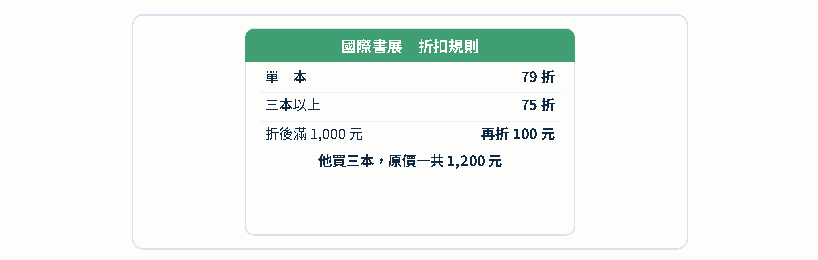 國際書展　折扣規則
單　本　79 折
三本以上　75 折
折後滿 1,000 元　再折 100 元
他買三本，原價一共 1,200 元